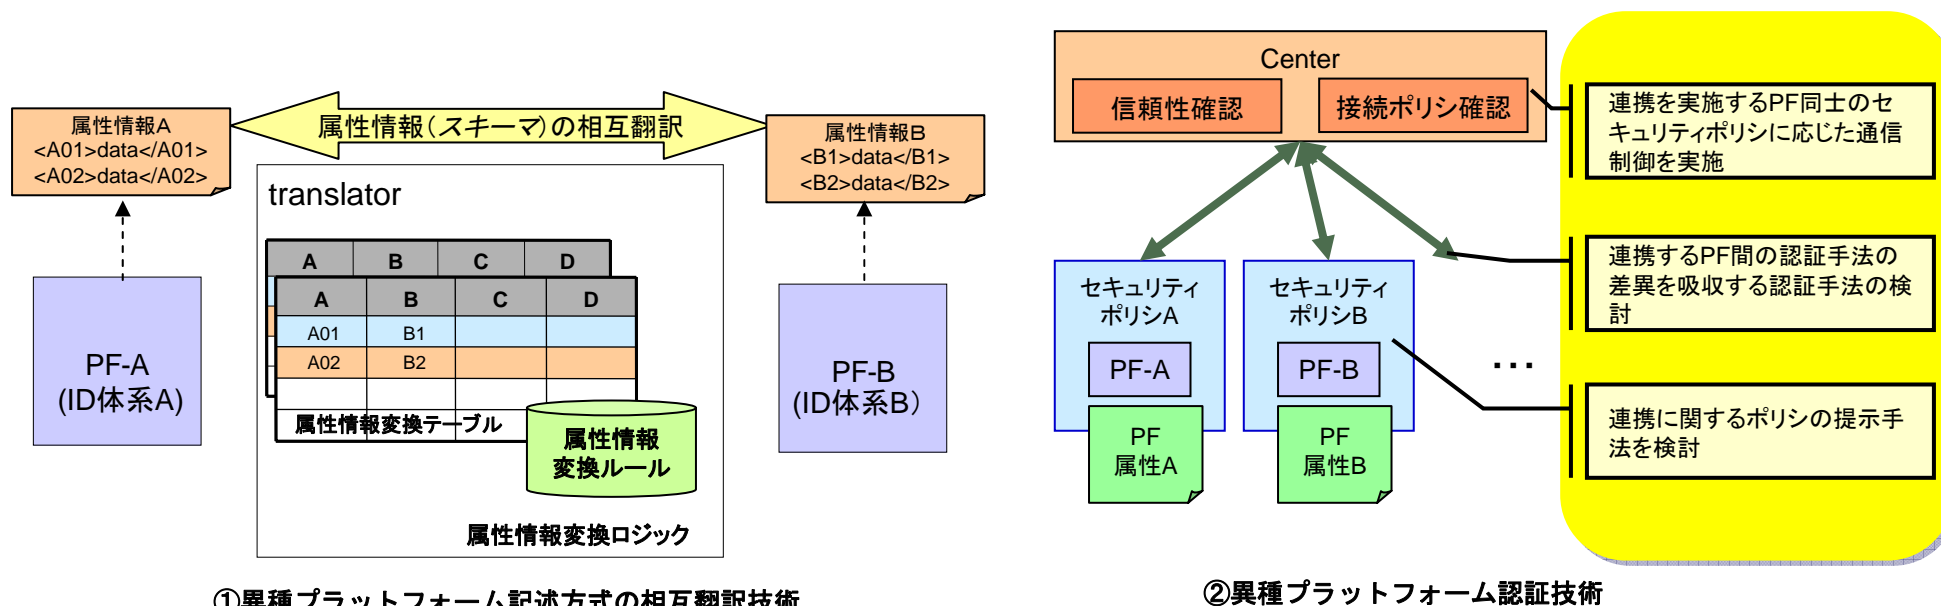 属性情報A
<A01>data</A01>
<A02>data</A02>
属性情報(スキーマ)の相互翻訳
属性情報B
<B1>data</B1>
<B2>data</B2>
translator
A B C D
A B C D
A01 B1
A02 B2
属性情報変換テーブル
属性情報
変換ルール
属性情報変換ロジック
PF-A
(ID体系A)
PF-B
(ID体系B)
①異種プラットフォーム記述方式の相互翻訳技術
Center
信頼性確認
接続ポリシ確認
セキュリティ
ポリシA
PF-A
PF
属性A
セキュリティ
ポリシB
PF-B
PF
属性B
...
連携を実施するPF同士のセ
キュリティポリシに応じた通信
制御を実施
連携するPF間の認証手法の
差異を吸収する認証手法の検
討
連携に関するポリシの提示手
法を検討
②異種プラットフォーム認証技術